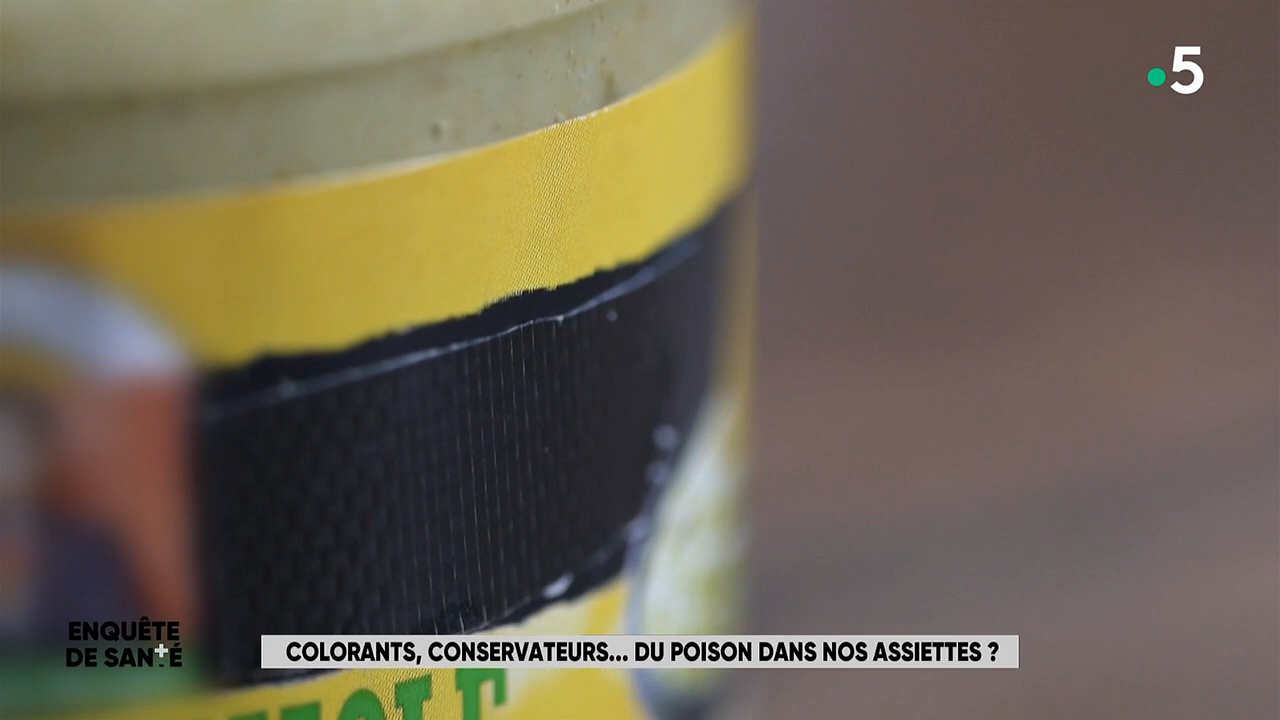 5
ENQUÊTE
DE SANTÉ
COLORANTS, CONSERVATEURS... DU POISON DANS NOS ASSIETTES ?